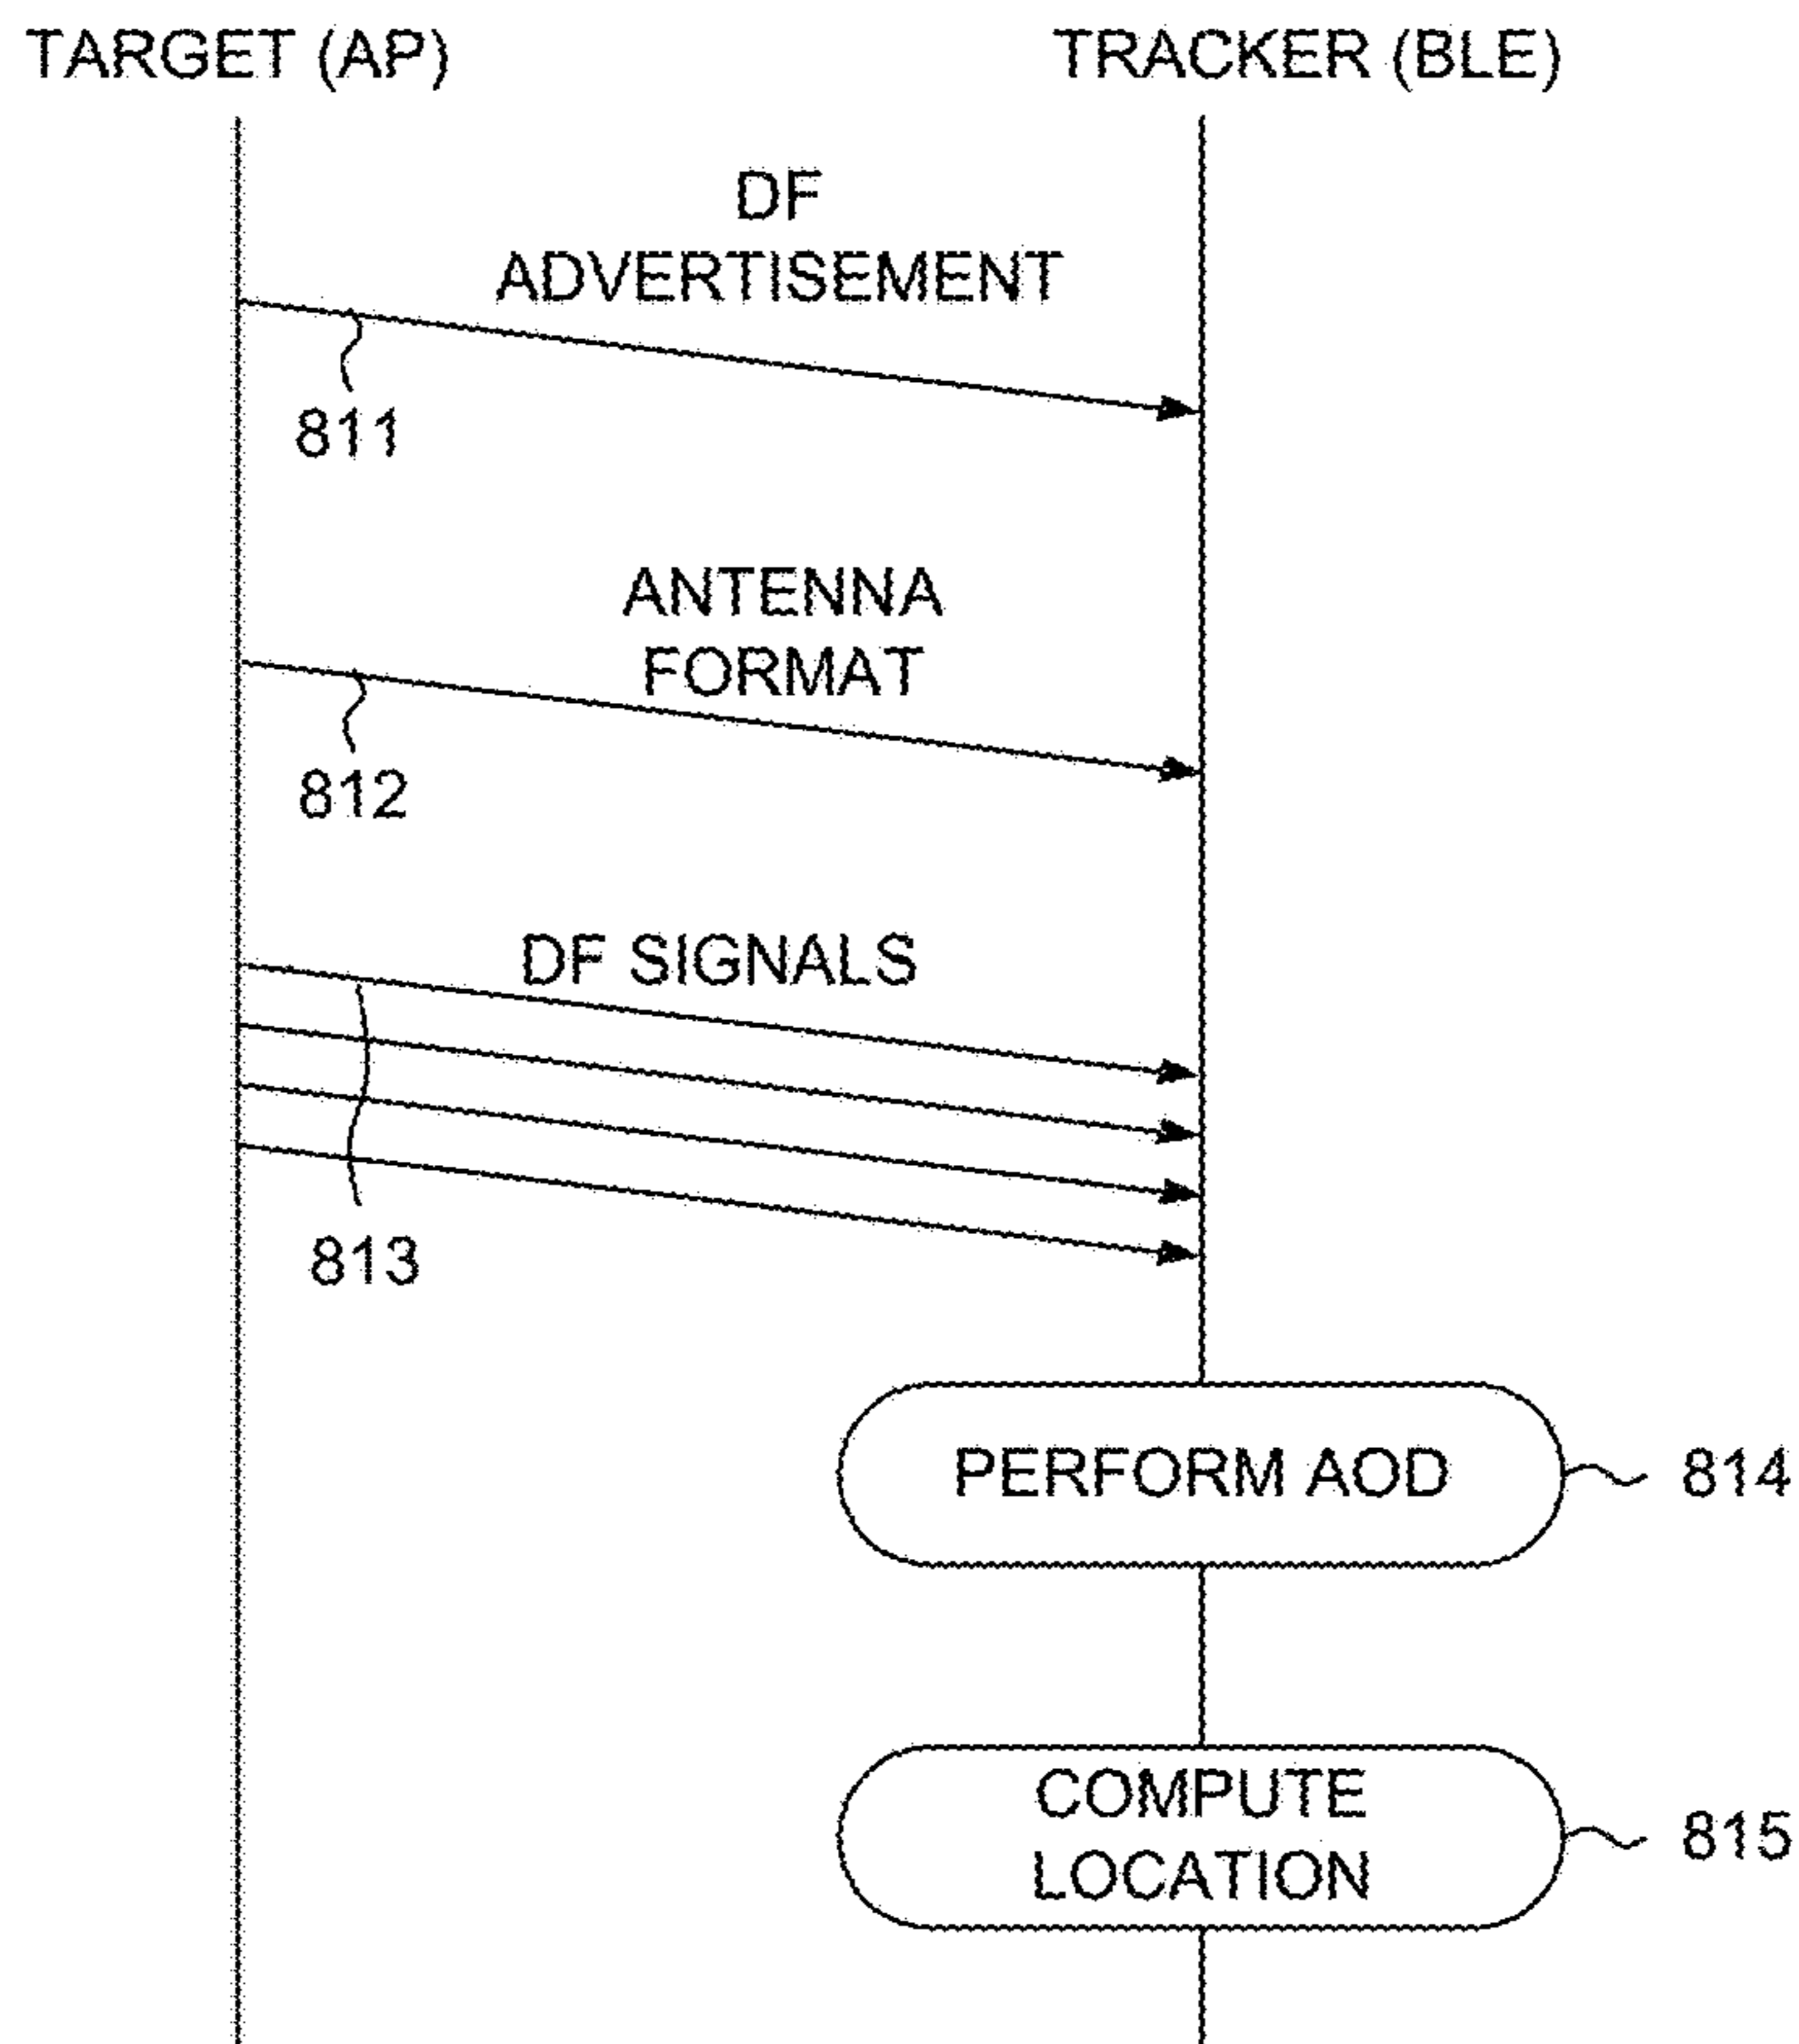 TARGET (AP)
TRACKER (BLE)
DF
ADVERTISEMENT
811
ANTENNA
FORMAT
812
DF SIGNALS
813
PERFORM AOD
814
COMPUTE
LOCATION
815